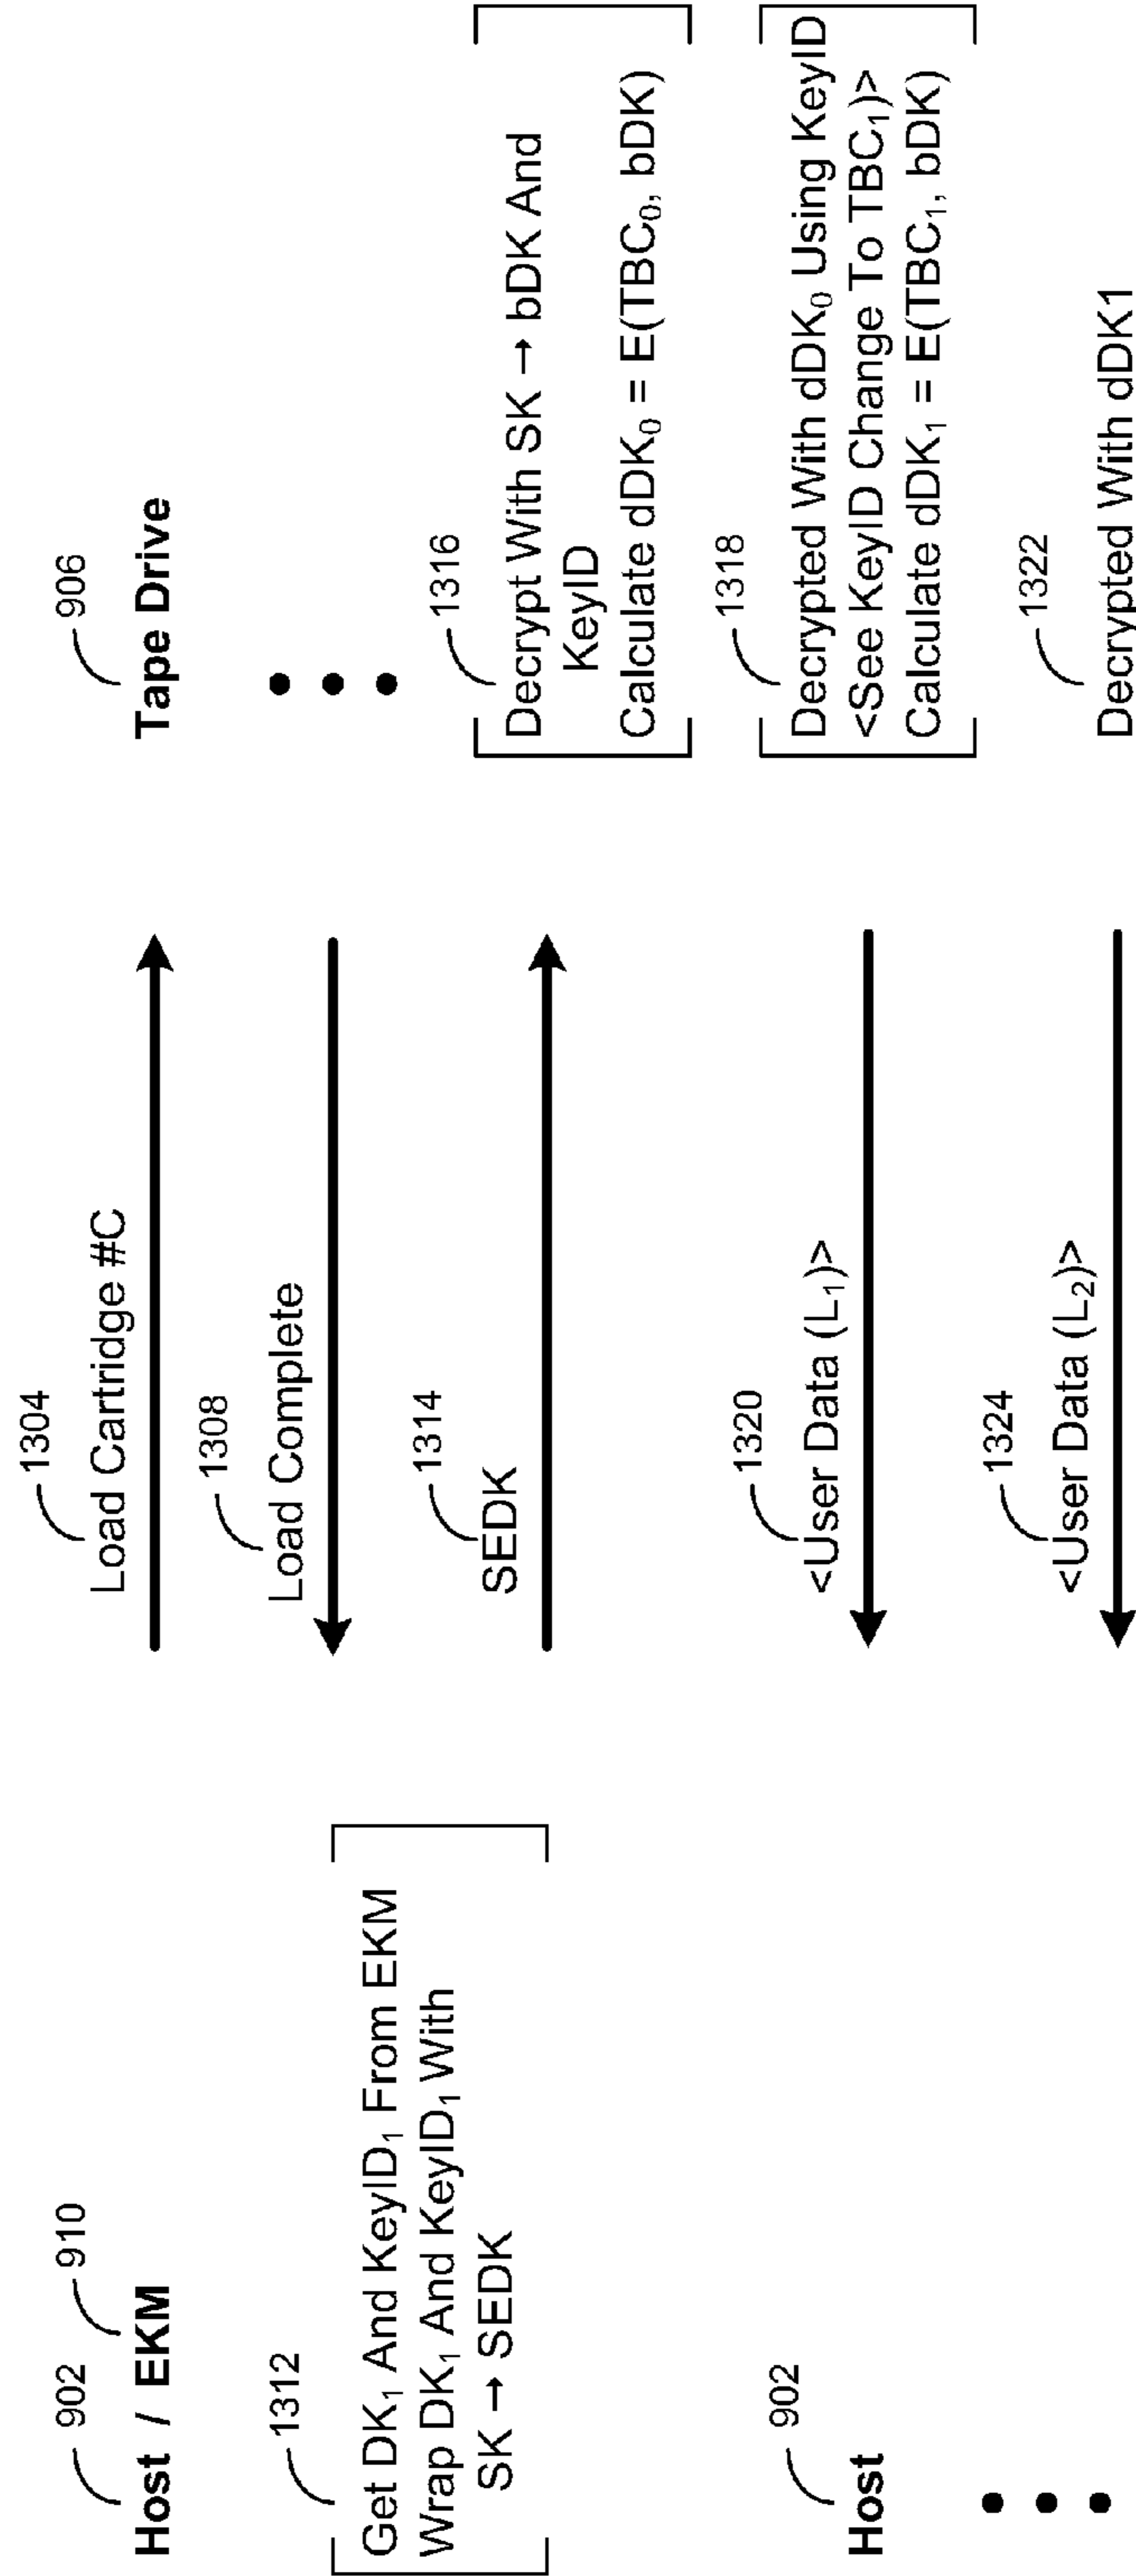 902
910
Host / EKM
906
Tape Drive
1304
Load Cartridge #C
1308
Load Complete
1312
Get DK₁ And KeyID₁ From EKM
Wrap DK₁ And KeyID₁ With
SK → SEDK
1314
SEDK
1316
Decrypt With SK → bDK And
KeyID
Calculate dDK₀ = E(TBC₀, bDK)
1318
Decrypted With dDK₀ Using KeyID
<See KeyID Change To TBC₁)>
Calculate dDK₁ = E(TBC₁, bDK)
902
Host
1320
<User Data (L₁)>
1322
Decrypted With dDK1
1324
<User Data (L₂)>